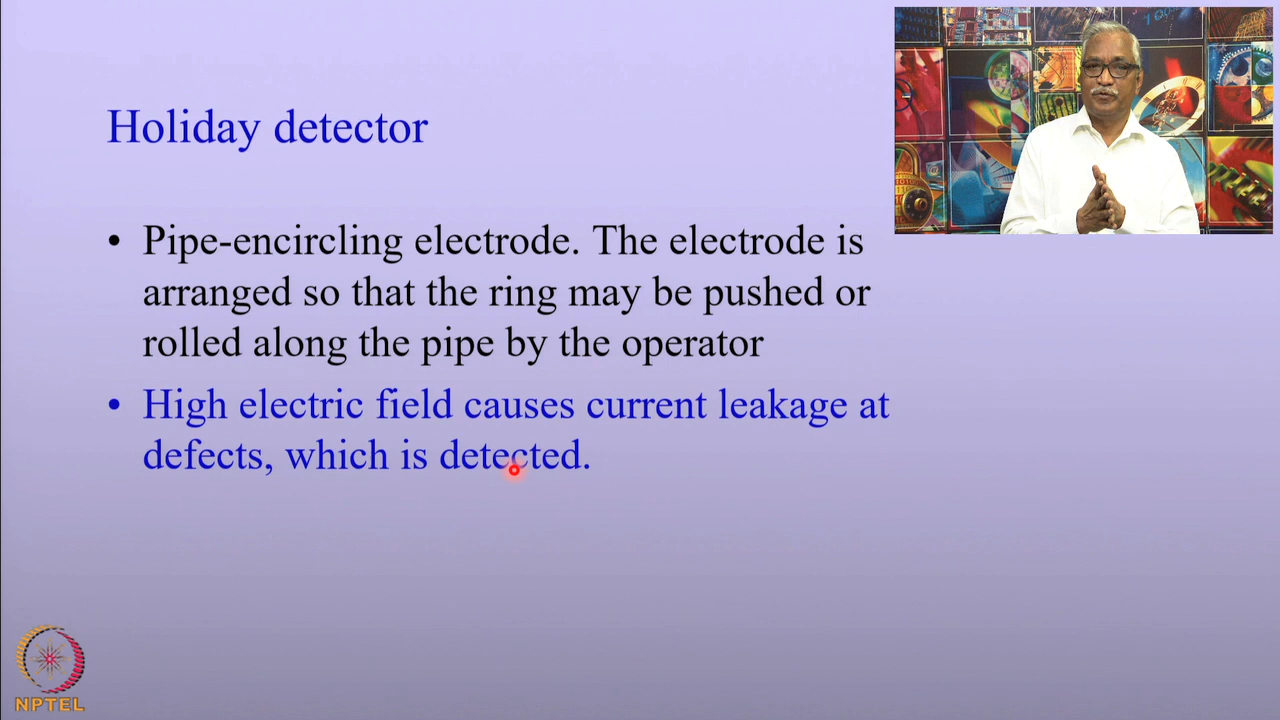 Holiday detector
• Pipe-encircling electrode. The electrode is
arranged so that the ring may be pushed or
rolled along the pipe by the operator
• High electric field causes current leakage at
defects, which is detected.
NPTEL